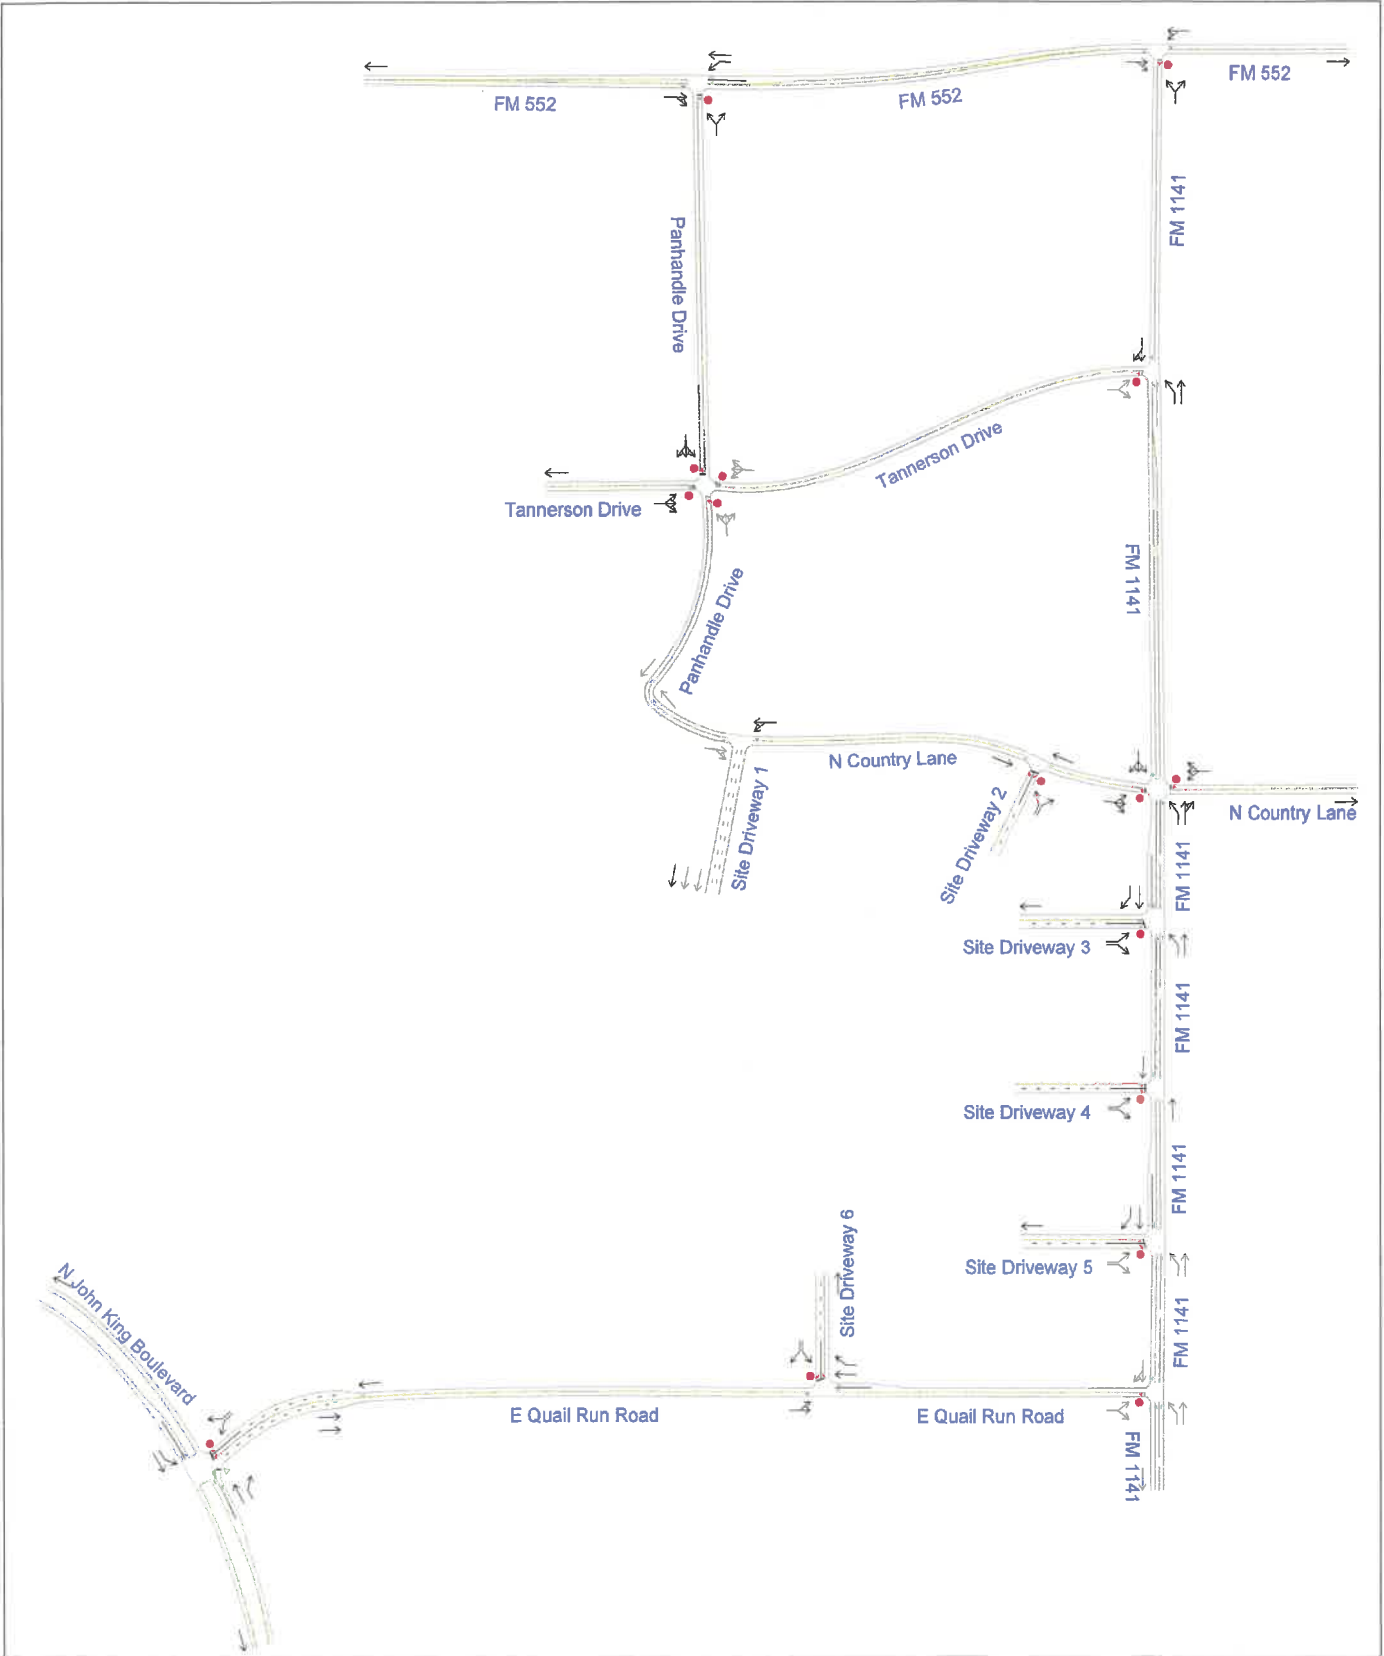 FM 552
FM 552
FM 552
FM 1141
Panhandle Drive
Tannerson Drive
Tannerson Drive
FM 1141
Panhandle Drive
N Country Lane
N Country Lane
Site Driveway 1
Site Driveway 2
FM 1141
Site Driveway 3
FM 1141
Site Driveway 4
FM 1141
Site Driveway 5
Site Driveway 6
FM 1141
N John King Boulevard
E Quail Run Road
E Quail Run Road
FM 1141